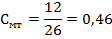 Cмт = 12/26 = 0,46